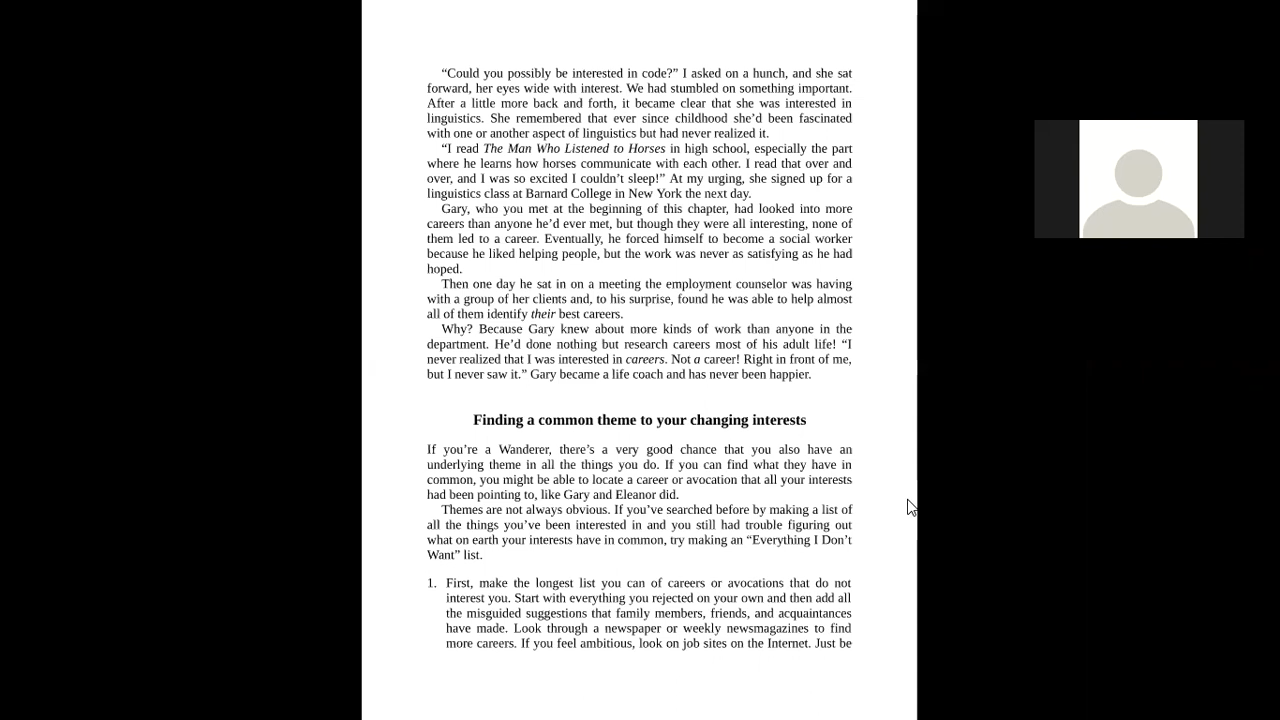 “Could you possibly be interested in code?” I asked on a hunch, and she sat
forward, her eyes wide with interest. We had stumbled on something important.
After a little more back and forth, it became clear that she was interested in
linguistics. She remembered that ever since childhood she’d been fascinated
with one or another aspect of linguistics but had never realized it.
“I read The Man Who Listened to Horses in high school, especially the part
where he learns how horses communicate with each other. I read that over and
over, and I was so excited I couldn’t sleep!” At my urging, she signed up for a
linguistics class at Barnard College in New York the next day.
Gary, who you met at the beginning of this chapter, had looked into more
careers than anyone he’d ever met, but though they were all interesting, none of
them led to a career. Eventually, he forced himself to become a social worker
because he liked helping people, but the work was never as satisfying as he had
hoped.
Then one day he sat in on a meeting the employment counselor was having
with a group of her clients and, to his surprise, found he was able to help almost
all of them identify their best careers.
Why? Because Gary knew about more kinds of work than anyone in the
department. He’d done nothing but research careers most of his adult life! “I
never realized that I was interested in careers. Not a career! Right in front of me,
but I never saw it.” Gary became a life coach and has never been happier.
Finding a common theme to your changing interests
If you’re a Wanderer, there’s a very good chance that you also have an
underlying theme in all the things you do. If you can find what they have in
common, you might be able to locate a career or avocation that all your interests
had been pointing to, like Gary and Eleanor did.
Themes are not always obvious. If you’ve searched before by making a list of
all the things you’ve been interested in and you still had trouble figuring out
what on earth your interests have in common, try making an “Everything I Don’t
Want” list.
1. First, make the longest list you can of careers or avocations that do not
interest you. Start with everything you rejected on your own and then add all
the misguided suggestions that family members, friends, and acquaintances
have made. Look through a newspaper or weekly newsmagazines to find
more careers. If you feel ambitious, look on job sites on the Internet. Just be